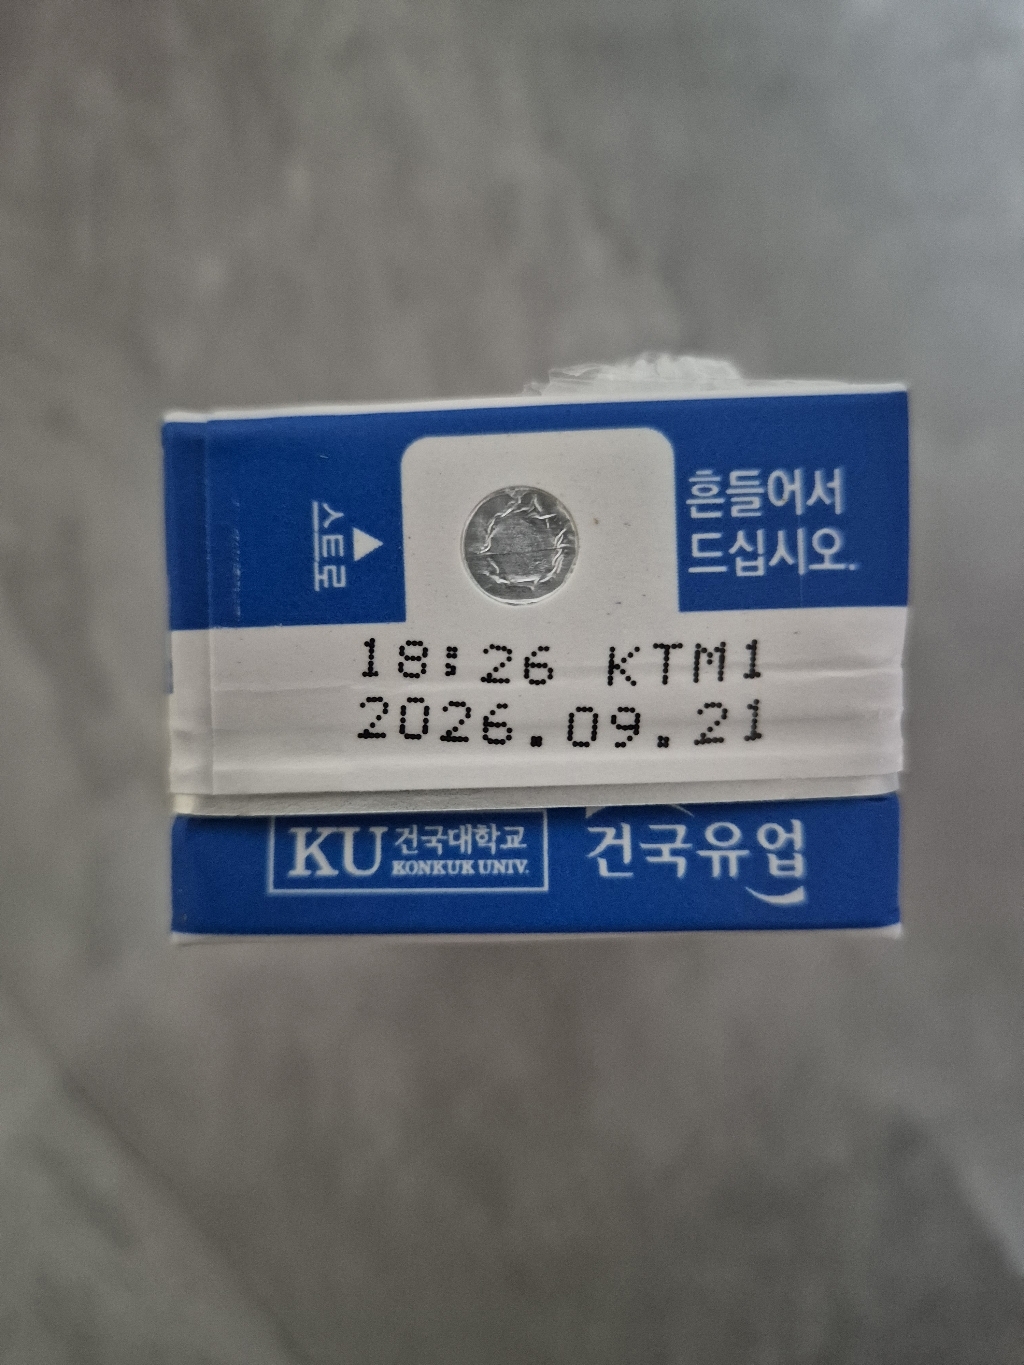 흔들어서
드십시오.
스트로
18:26 KTM1
2026.09.21
KU 건국대학교
KONKUK UNIV.
건국유업